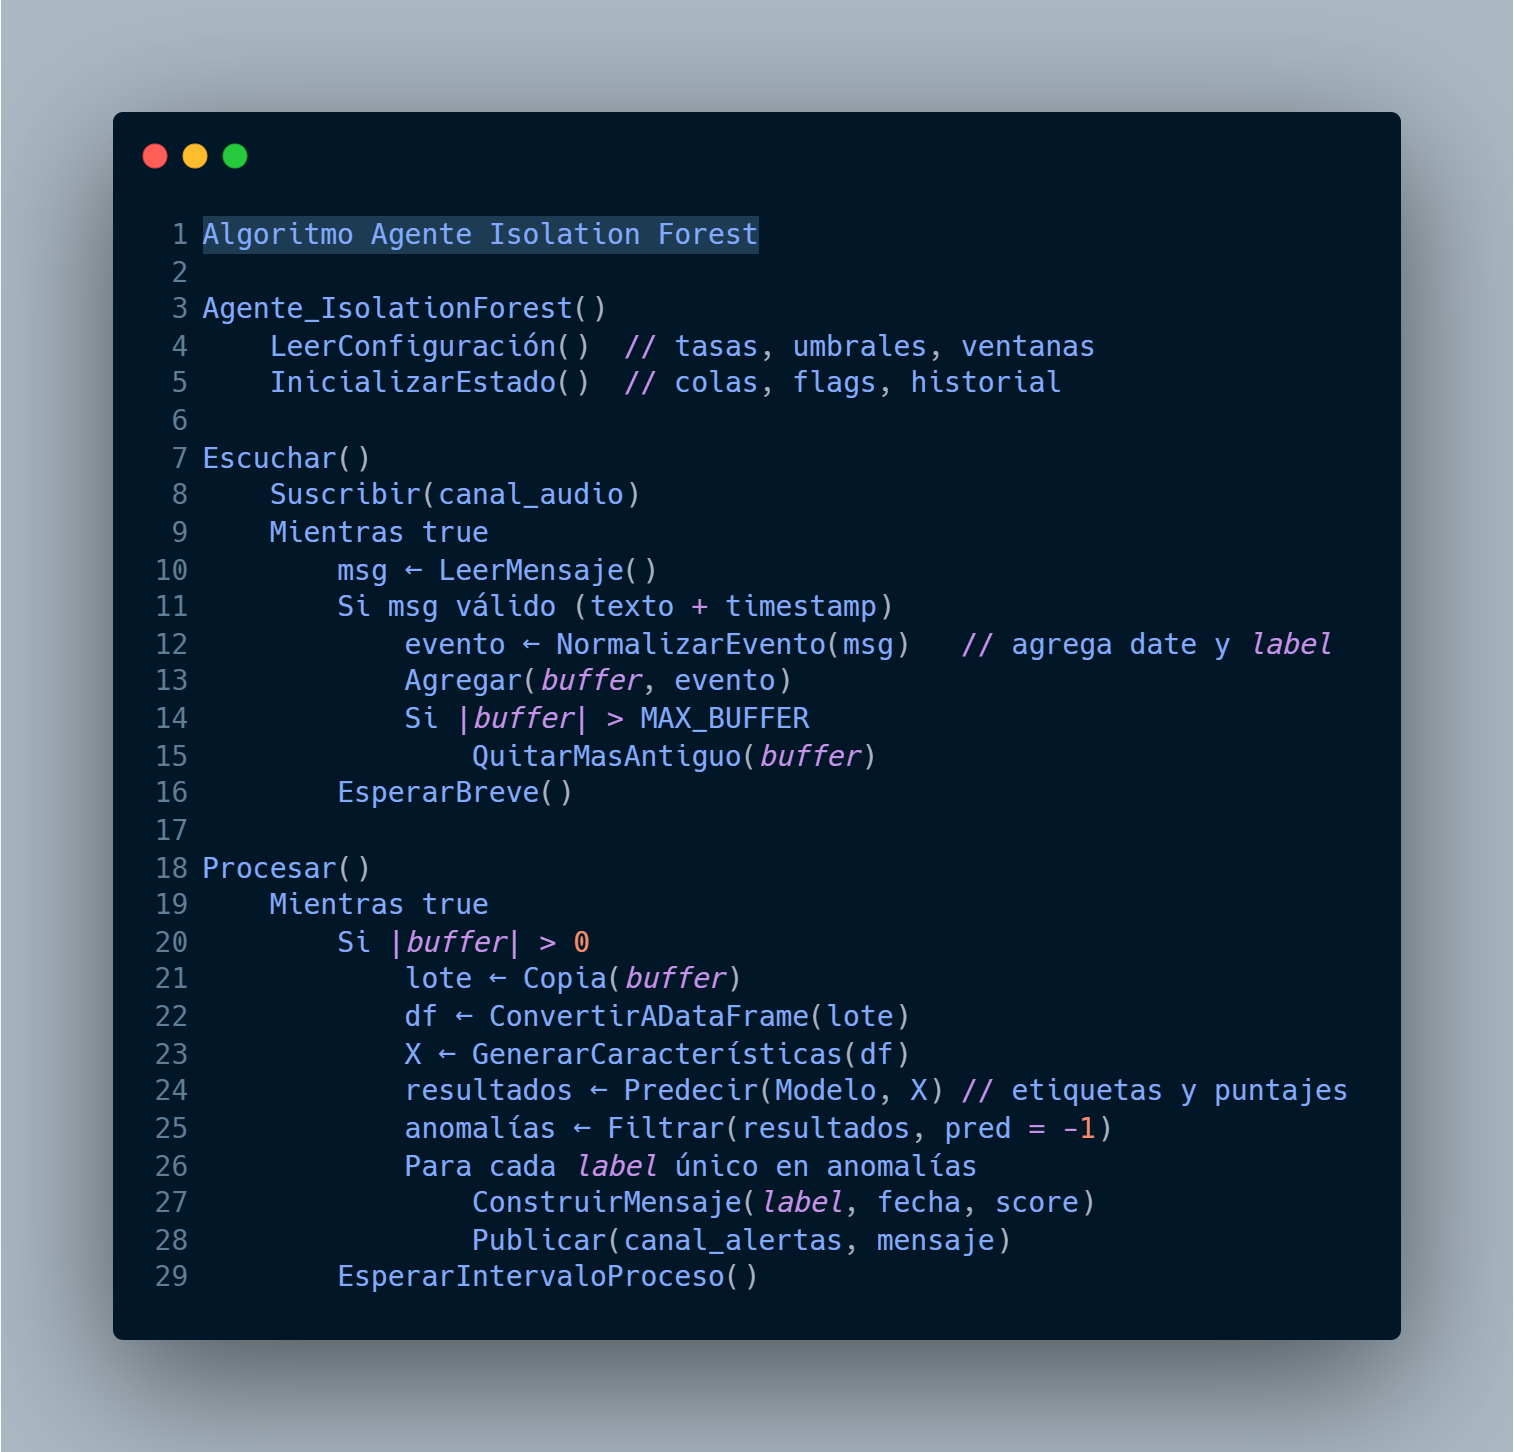 1 Algoritmo Agente Isolation Forest
2
3 Agente_IsolationForest()
4     LeerConfiguración()  // tasas, umbrales, ventanas
5     InicializarEstado()  // colas, flags, historial
6
7 Escuchar()
8     Suscribir(canal_audio)
9     Mientras true
10         msg ← LeerMensaje()
11         Si msg válido (texto + timestamp)
12             evento ← NormalizarEvento(msg)   // agrega date y label
13             Agregar(buffer, evento)
14             Si |buffer| > MAX_BUFFER
15                 QuitarMasAntiguo(buffer)
16         EsperarBreve()
17
18 Procesar()
19     Mientras true
20         Si |buffer| > 0
21             lote ← Copia(buffer)
22             df ← ConvertirADataFrame(lote)
23             X ← GenerarCaracterísticas(df)
24             resultados ← Predecir(Modelo, X) // etiquetas y puntajes
25             anomalías ← Filtrar(resultados, pred = -1)
26             Para cada label único en anomalías
27                 ConstruirMensaje(label, fecha, score)
28                 Publicar(canal_alertas, mensaje)
29         EsperarIntervaloProceso()